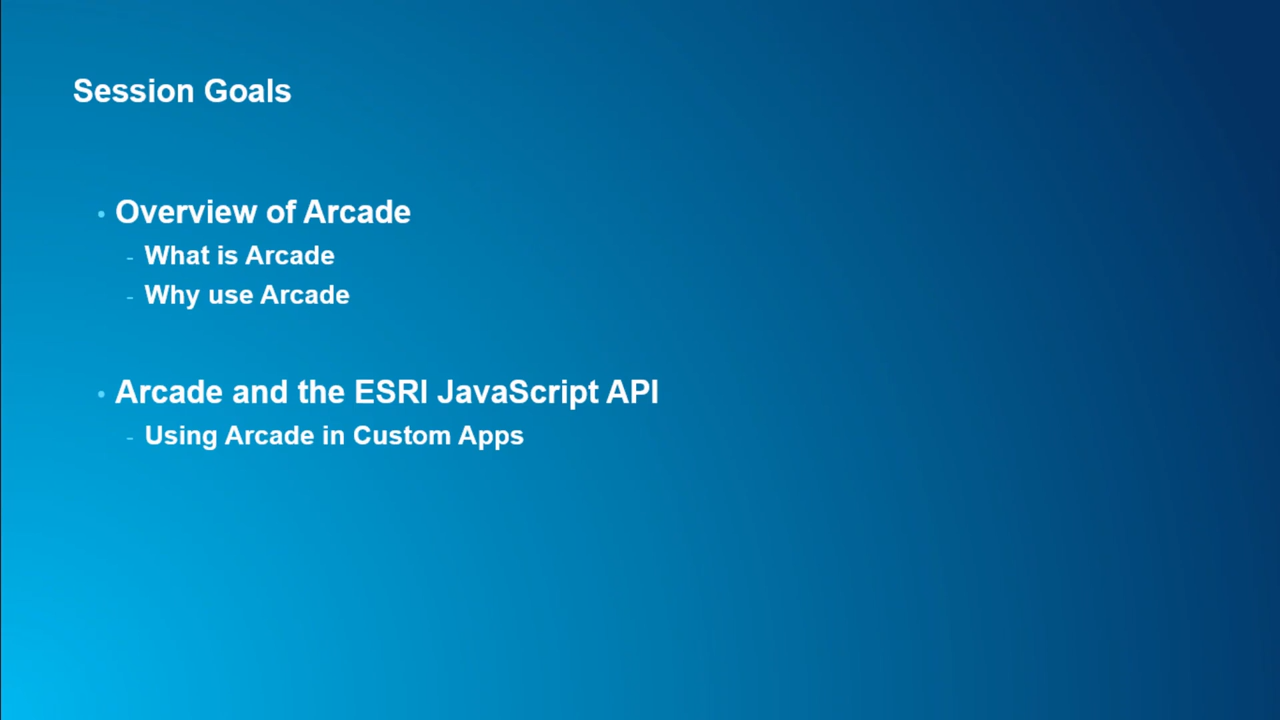 Session Goals
• Overview of Arcade
- What is Arcade
- Why use Arcade
• Arcade and the ESRI JavaScript API
- Using Arcade in Custom Apps